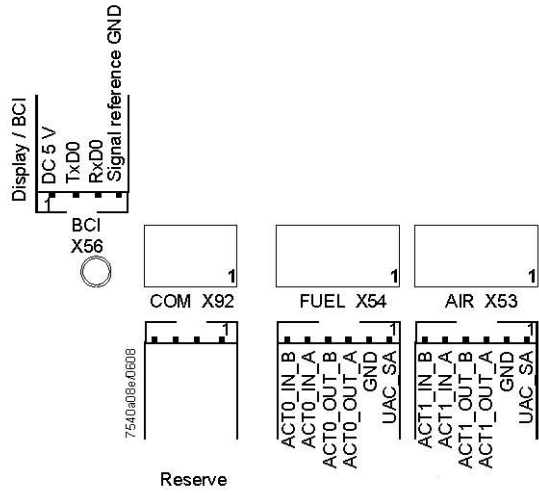 Display / BCI
DC 5 V
TxD0
RxD0
Signal reference GND
1
BCI
X56
1
1
1
COM X92
FUEL X54
AIR X53
1
1
1
7540a08e/0608
ACT0_IN_B
ACT0_IN_A
ACT0_OUT_B
ACT0_OUT_A
GND
UAC_SA
ACT1_IN_B
ACT1_IN_A
ACT1_OUT_B
ACT1_OUT_A
GND
UAC_SA
Reserve